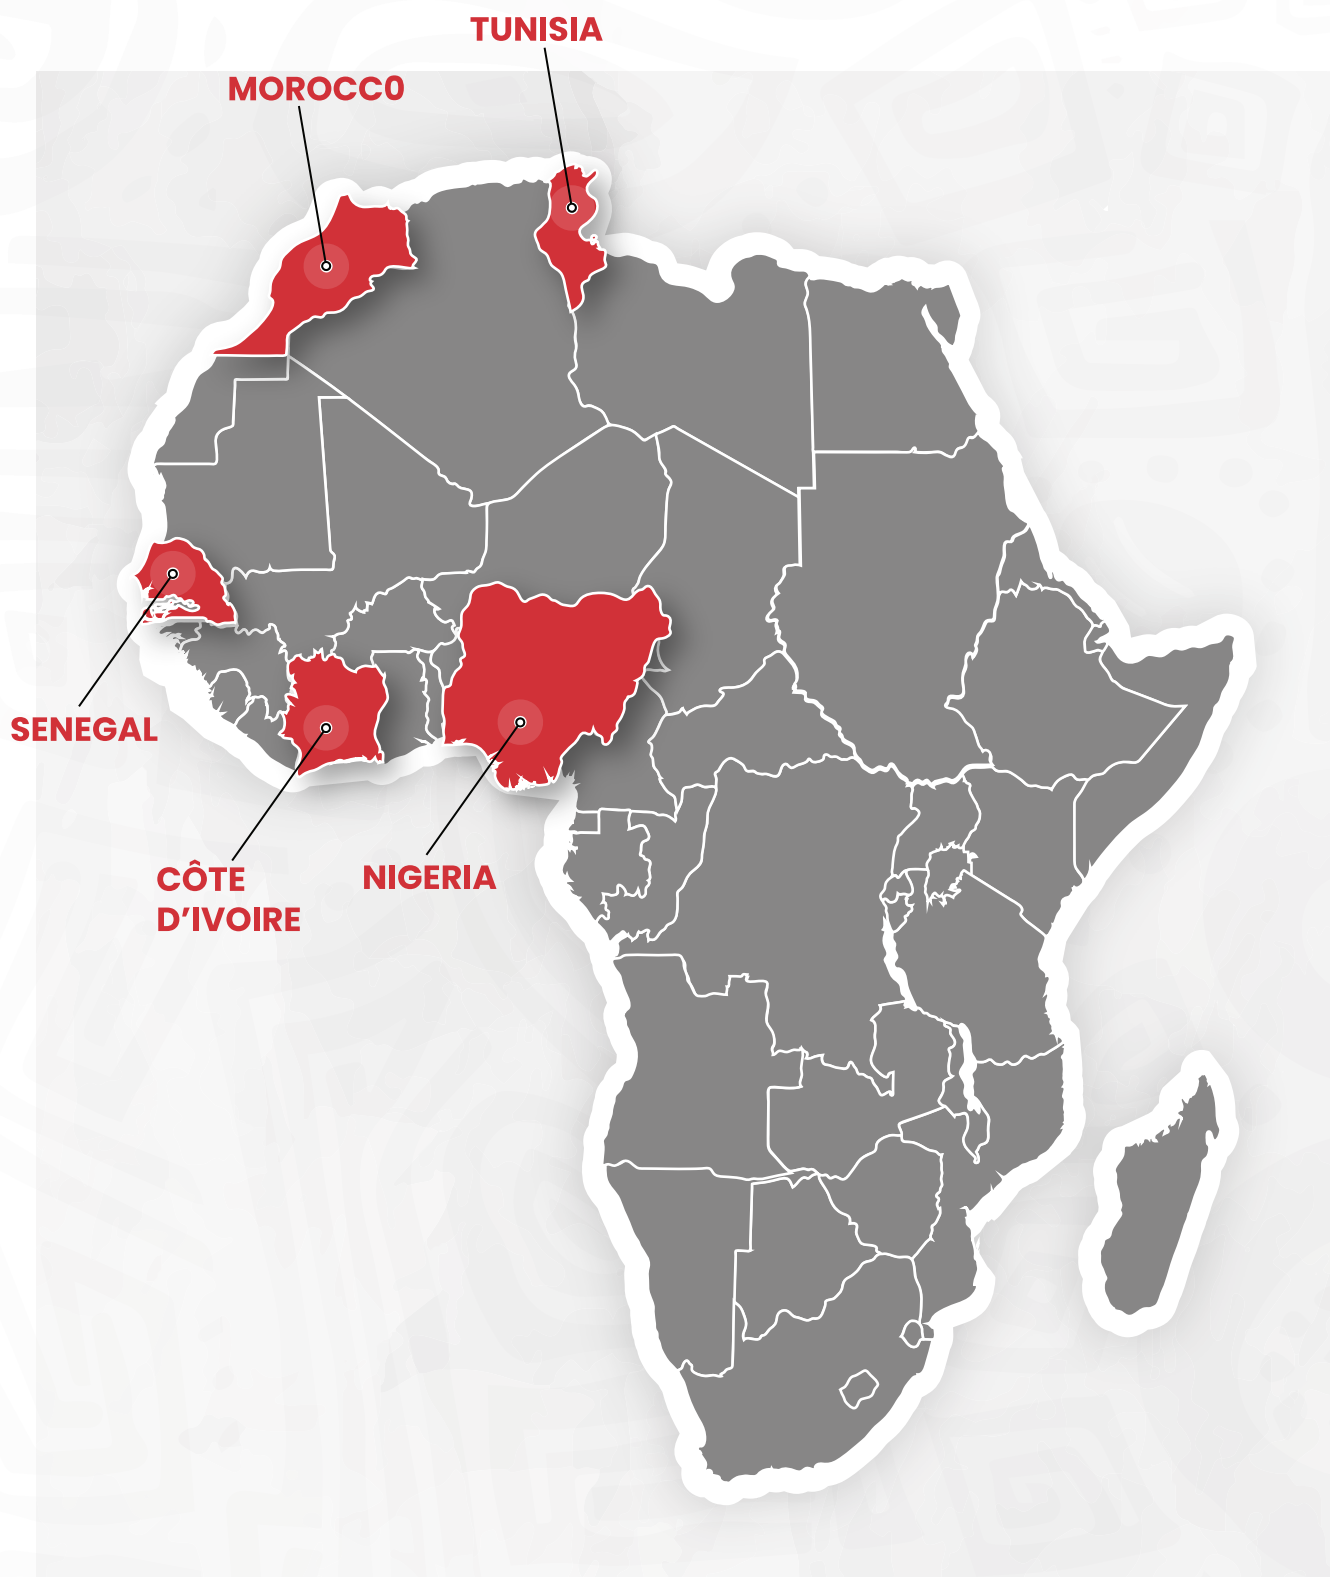 TUNISIA
MOROCC0
SENEGAL
CÔTE
D’IVOIRE
NIGERIA